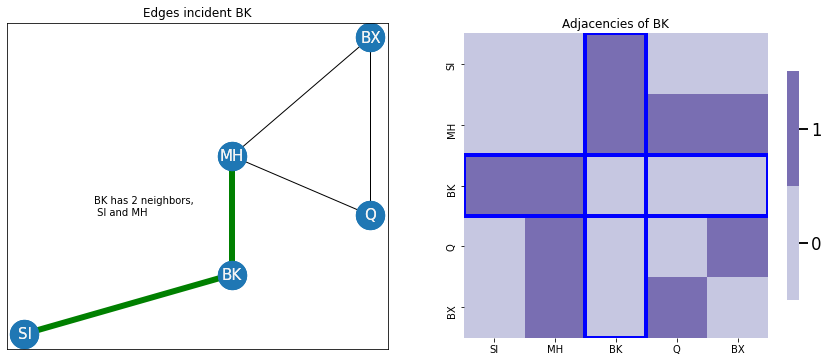 Edges incident BK
BX
MH
BK has 2 neighbors,
SI and MH
Q
BK
SI
Adjacencies of BK
SI
MH
BK
Q
BX
SI MH BK Q BX
1
0